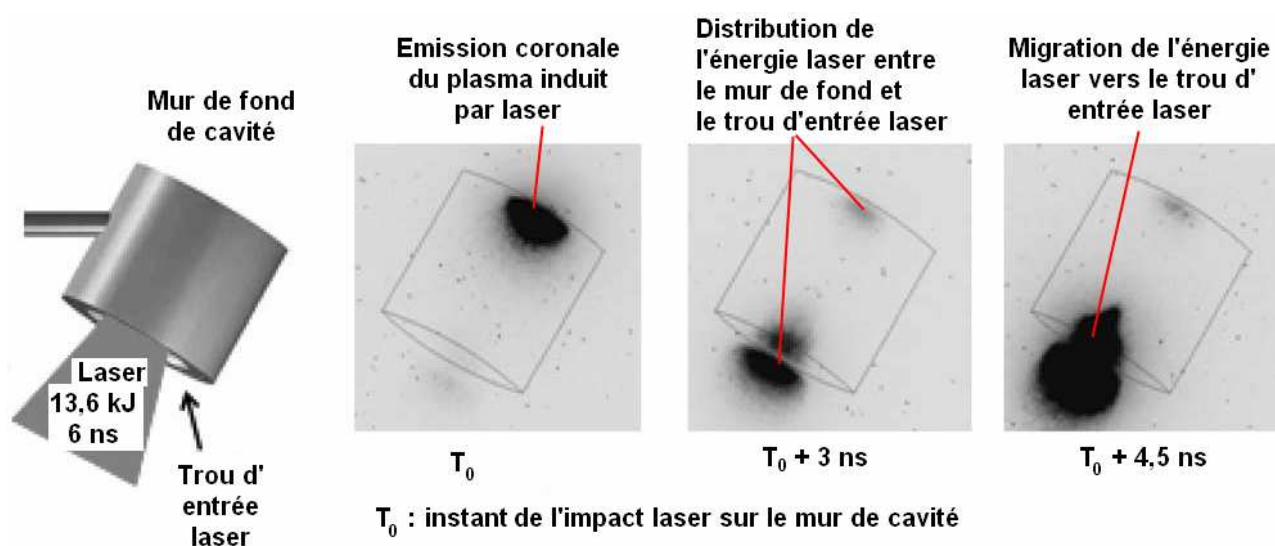 Mur de fond
de cavité
Laser
13,6 kJ
6 ns
Trou d'
entrée
laser
Emission coronale
du plasma induit
par laser
T0
Distribution de
l'énergie laser entre
le mur de fond et
le trou d'entrée laser
T0 + 3 ns
Migration de l'énergie
laser vers le trou d'
entrée laser
T0 + 4,5 ns
T0 : instant de l'impact laser sur le mur de cavité